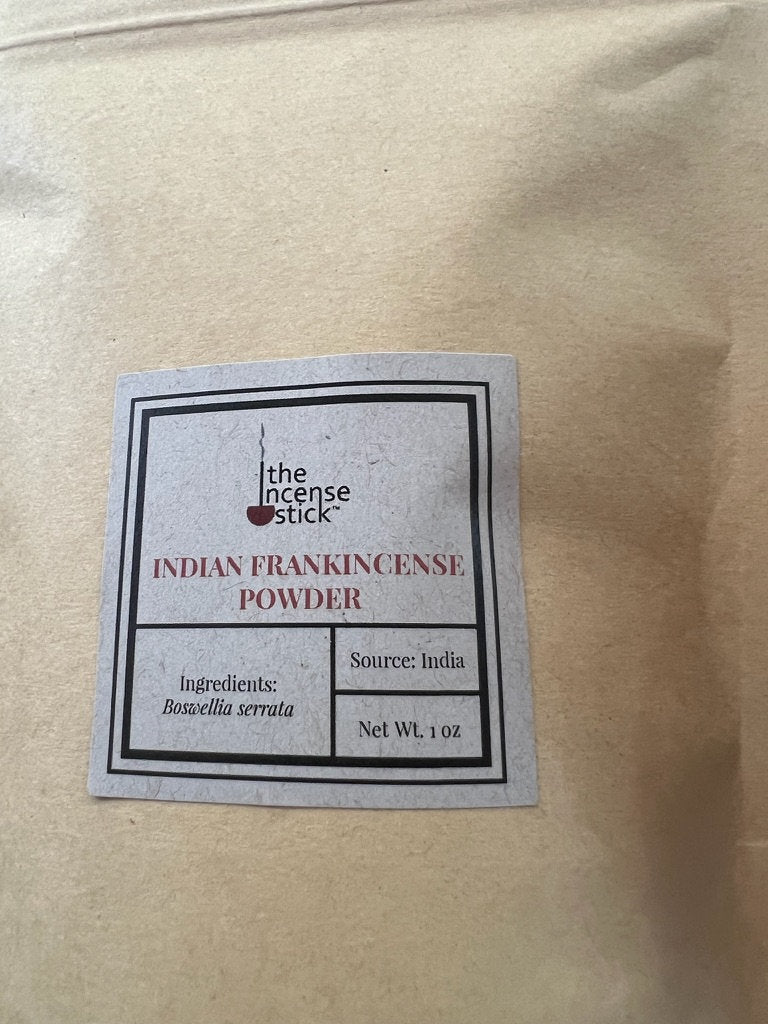 the
incense
stick™
INDIAN FRANKINCENSE
POWDER
Ingredients:
Boswellia serrata
Source: India
Net Wt. 1 oz